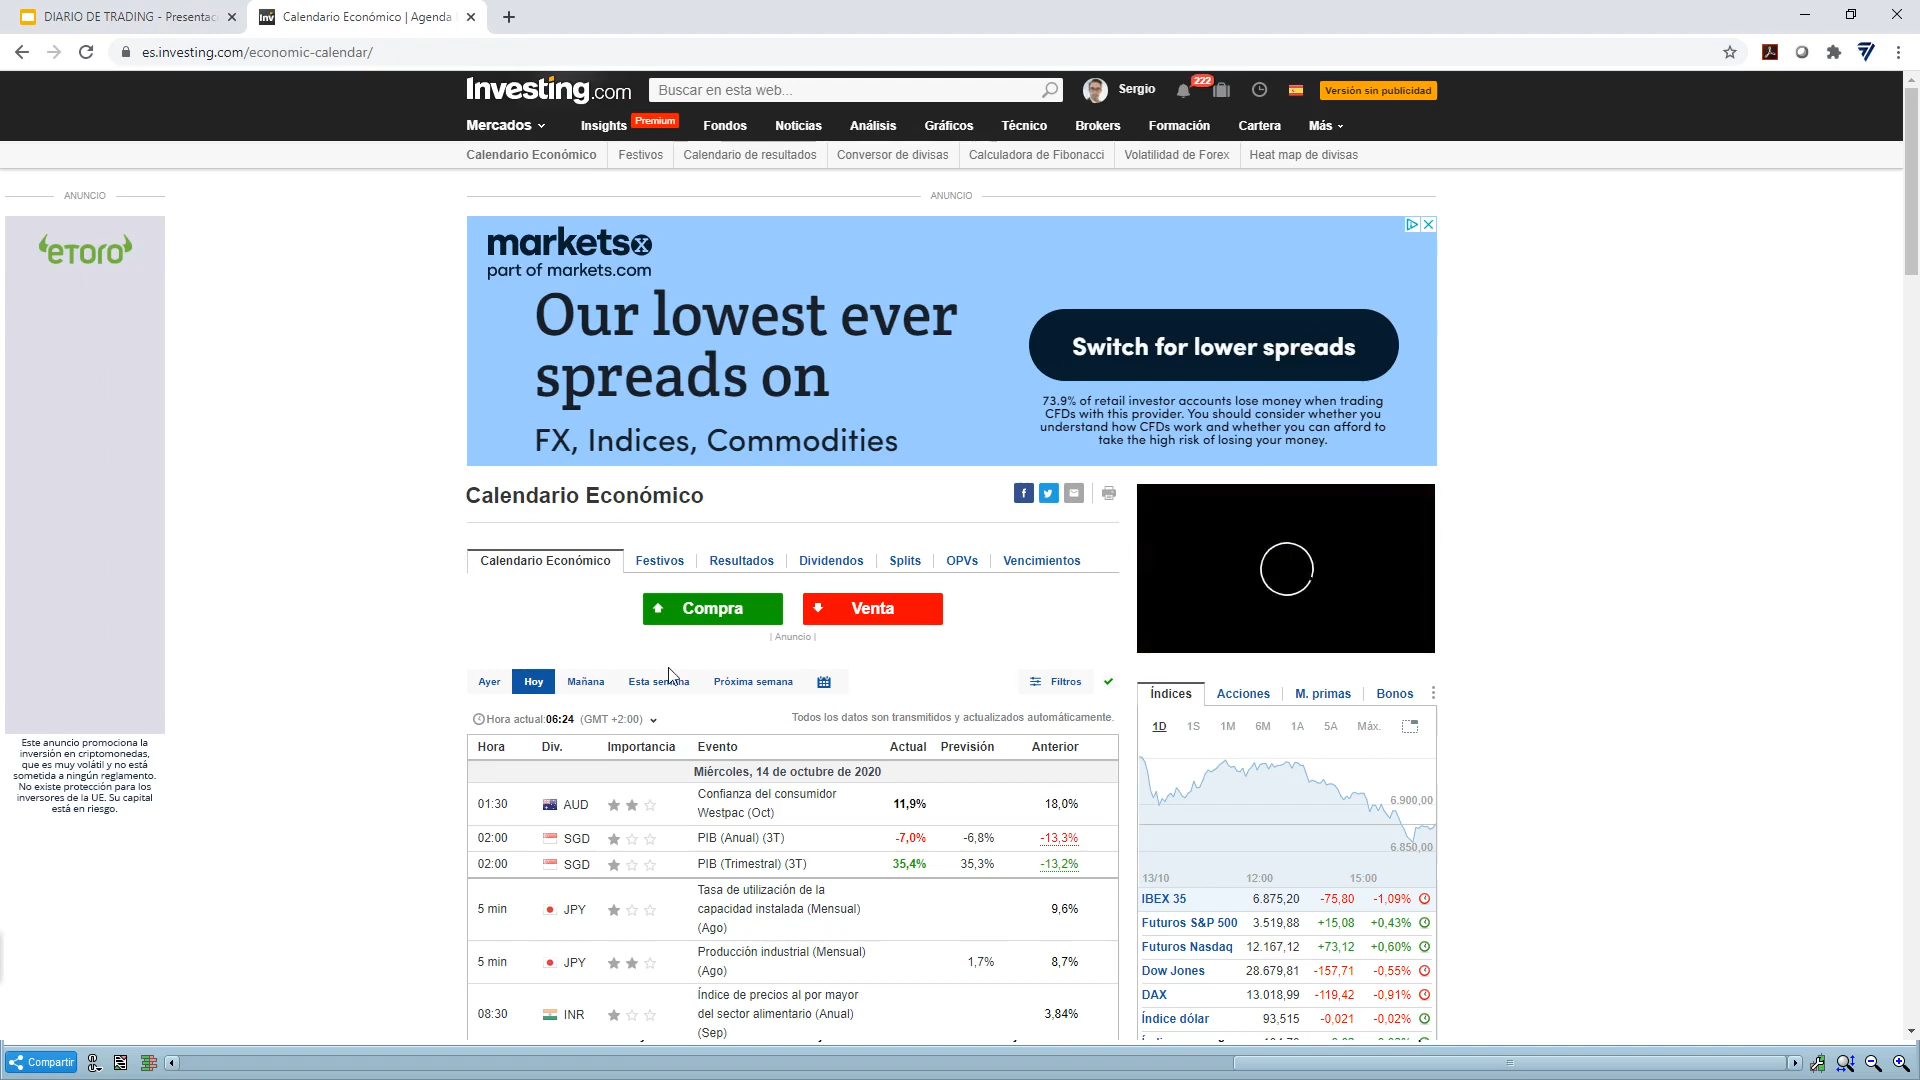 DIARIO DE TRADING - Presentac
Calendario Económico | Agenda
es.investing.com/economic-calendar/
Investing.com
Buscar en esta web...
Sergio
222
Versión sin publicidad
Mercados
Insights
Premium
Fondos
Noticias
Análisis
Gráficos
Técnico
Brokers
Formación
Cartera
Más
Calendario Económico
Festivos
Calendario de resultados
Conversor de divisas
Calculadora de Fibonacci
Volatilidad de Forex
Heat map de divisas
ANUNCIO
ANUNCIO
eTORO
Este anuncio promociona la
inversión en criptomonedas,
que es muy volátil y no está
sometida a ningún reglamento.
No existe protección para los
inversores de la UE. Su capital
está en riesgo.
marketsx
part of markets.com
Our lowest ever
spreads on
FX, Indices, Commodities
Switch for lower spreads
73.9% of retail investor accounts lose money when trading
CFDs with this provider. You should consider whether you
understand how CFDs work and whether you can afford to
take the high risk of losing your money.
Calendario Económico
Calendario Económico
Festivos
Resultados
Dividendos
Splits
OPVs
Vencimientos
Compra
Venta
| Anuncio |
Ayer
Hoy
Mañana
Esta semana
Próxima semana
Filtros
Hora actual:06:24 (GMT +2:00)
Todos los datos son transmitidos y actualizados automáticamente.
Hora Div. Importancia Evento Actual Previsión Anterior
Miércoles, 14 de octubre de 2020
01:30 AUD Confianza del consumidor
Westpac (Oct) 11,9% 18,0%
02:00 SGD PIB (Anual) (3T) -7,0% -6,8% -13,3%
02:00 SGD PIB (Trimestral) (3T) 35,4% 35,3% -13,2%
5 min JPY Tasa de utilización de la
capacidad instalada (Mensual)
(Ago) 9,6%
5 min JPY Producción industrial (Mensual)
(Ago) 1,7% 8,7%
08:30 INR Índice de precios al por mayor
del sector alimentario (Anual)
(Sep) 3,84%
Índices
Acciones
M. primas
Bonos
1D 1S 1M 6M 1A 5A Máx.
6.900,00
6.850,00
13/10 12:00 15:00
IBEX 35 6.875,20 -75,80 -1,09%
Futuros S&P 500 3.519,88 +15,08 +0,43%
Futuros Nasdaq 12.167,12 +73,12 +0,60%
Dow Jones 28.679,81 -157,71 -0,55%
DAX 13.018,99 -119,42 -0,91%
Índice dólar 93,515 -0,021 -0,02%
Compartir